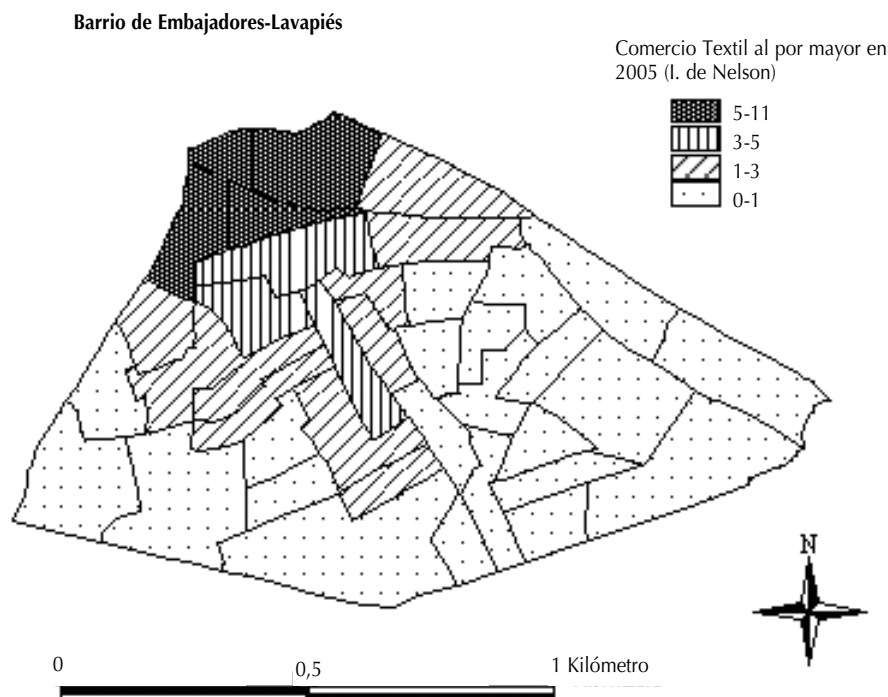 Barrio de Embajadores-Lavapiés
Comercio Textil al por mayor en
2005 (I. de Nelson)
5-11
3-5
1-3
0-1
N
0
0,5
1 Kilómetro